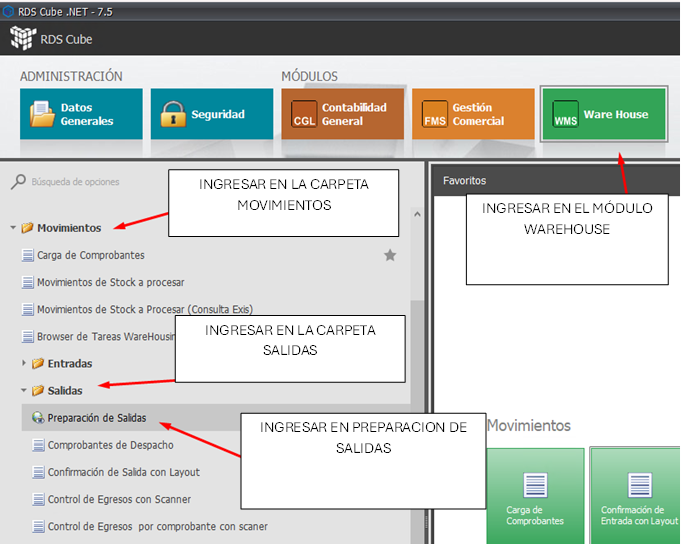 RDS Cube .NET - 7.5
RDS Cube
ADMINISTRACIÓN
MÓDULOS
Datos
Generales
Seguridad
CGL
Contabilidad
General
FMS
Gestión
Comercial
WMS
Ware House
Búsqueda de opciones
INGRESAR EN LA CARPETA
MOVIMIENTOS
Favoritos
INGRESAR EN EL MÓDULO
WAREHOUSE
Movimientos
Carga de Comprobantes
Movimientos de Stock a procesar
Movimientos de Stock a Procesar (Consulta Exis)
Browser de Tareas WareHousin
INGRESAR EN LA CARPETA
SALIDAS
Entradas
Salidas
Preparación de Salidas
INGRESAR EN PREPARACION DE
SALIDAS
Comprobantes de Despacho
Confirmación de Salida con Layout
Control de Egresos con Scanner
Control de Egresos por comprobante con scaner
Movimientos
Carga de
Comprobantes
Confirmación de
Entrada con Layout